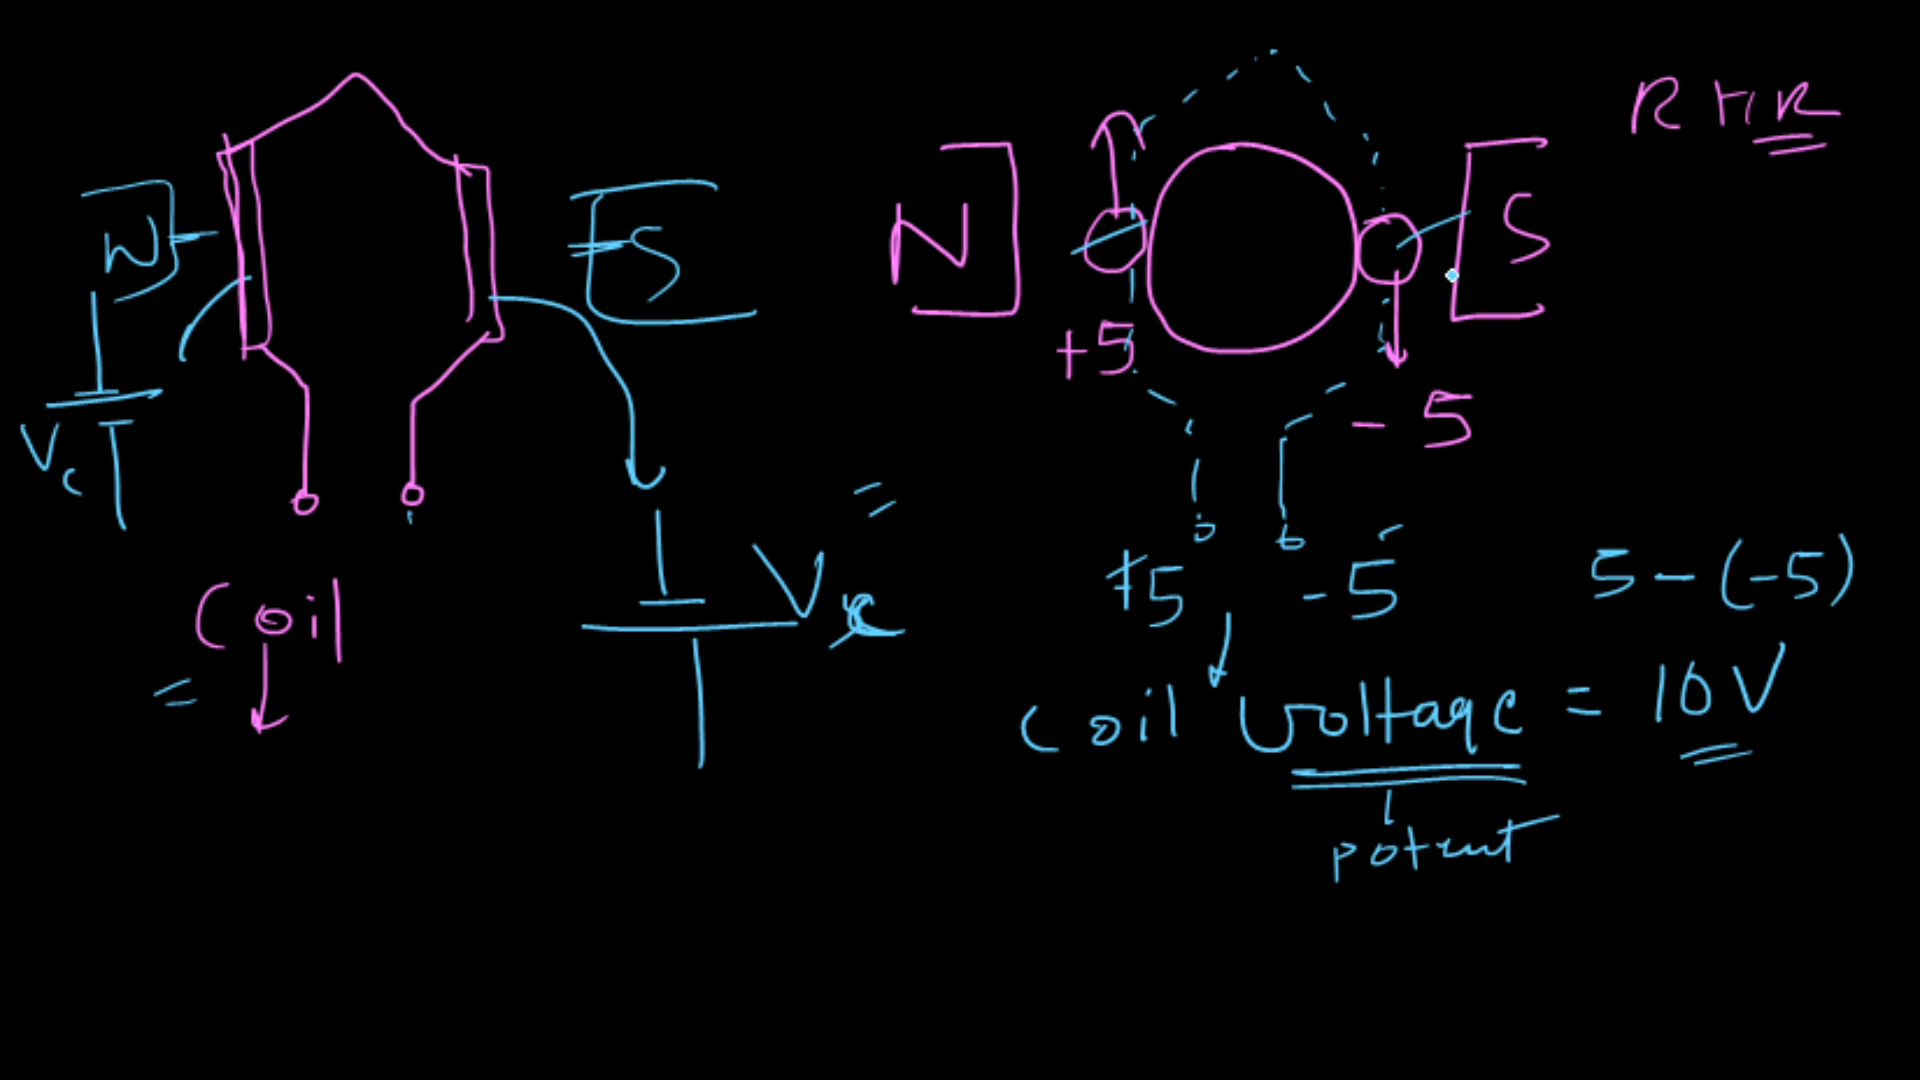 RHR
N
S
N
S
+5
- 5
Vc
Vc
+5
- 5
5-(-5)
Coil
coil voltage = 10V
potent